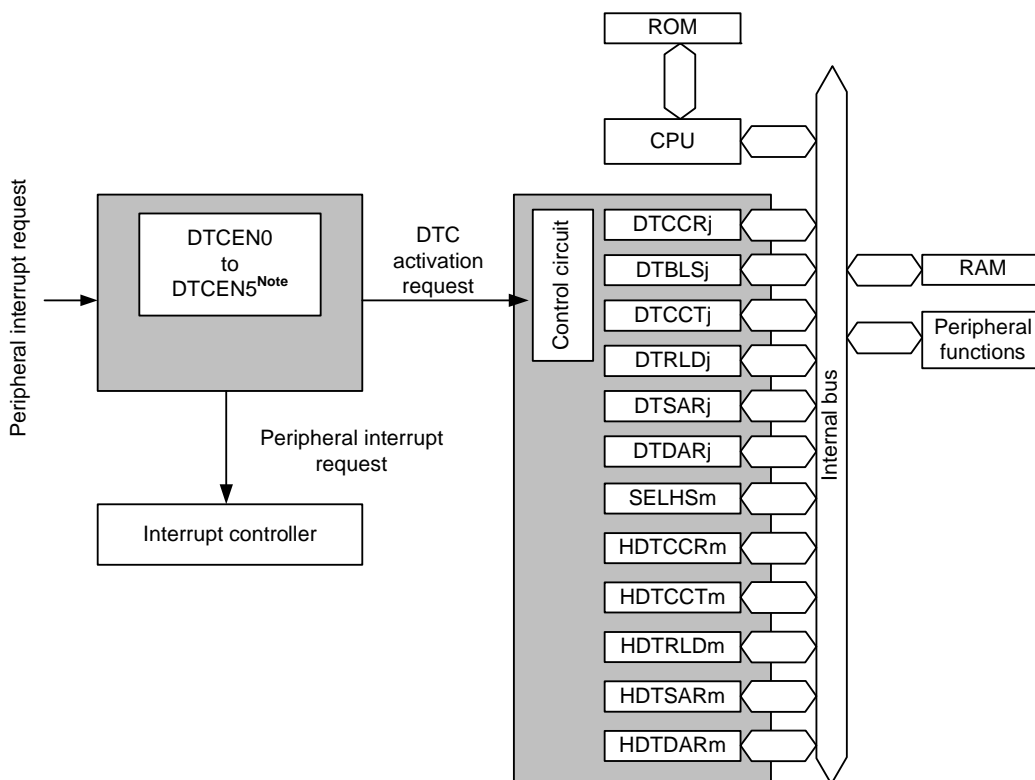 ROM
CPU
Peripheral interrupt request
DTCEN0
to
DTCEN5Note
DTC
activation
request
Control circuit
DTCCRj
DTBLSj
DTCCTj
DTRLDj
DTSARj
DTDARj
SELHSm
HDTCCRm
HDTCCTm
HDTRLDm
HDTSARm
HDTDARm
Internal bus
RAM
Peripheral
functions
Peripheral interrupt
request
Interrupt controller